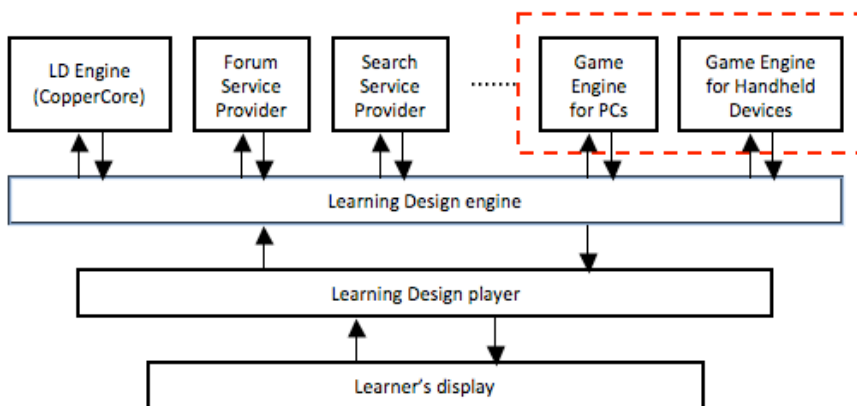 LD Engine
(CopperCore)
Forum
Service
Provider
Search
Service
Provider
Game
Engine
for PCs
Game Engine
for Handheld
Devices
Learning Design engine
Learning Design player
Learner’s display